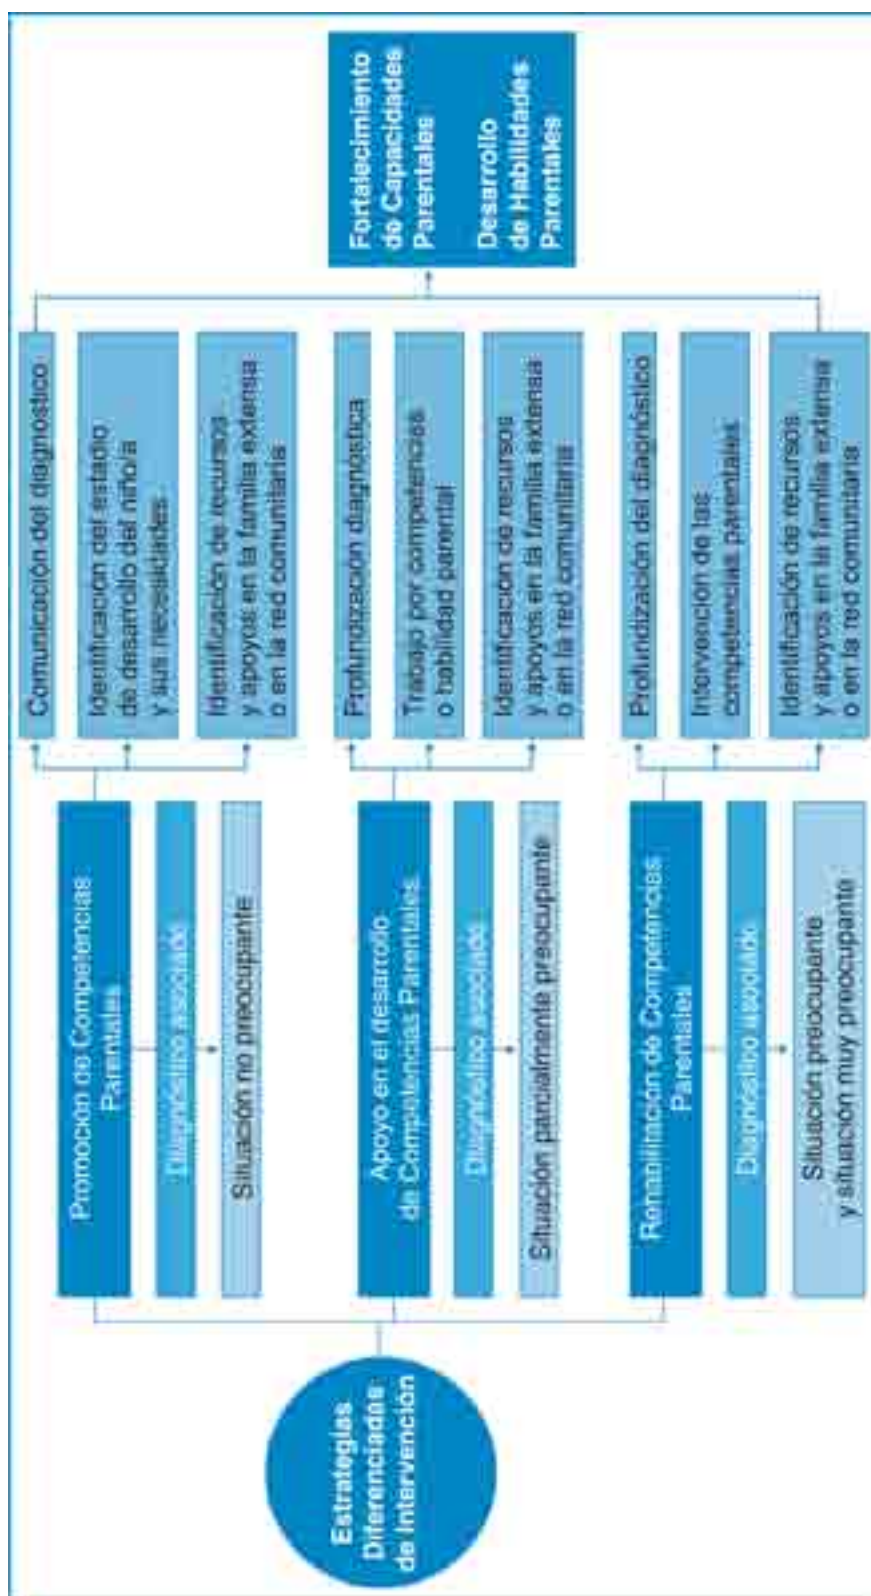 Estrategias
Diferenciadas
de Intervención
Promoción de Competencias
Parentales
Diagnóstico asociado
Situación no preocupante
Comunicación del diagnóstico
Identificación del estadio
de desarrollo del niño/a
y sus necesidades
Identificación de recursos
y apoyos en la familia extensa
o en la red comunitaria
Apoyo en el desarrollo
de Competencias Parentales
Diagnóstico asociado
Situación parcialmente preocupante
Profundización diagnóstica
Trabajo por competencias
o habilidad parental
Identificación de recursos
y apoyos en la familia extensa
o en la red comunitaria
Rehabilitación de Competencias
Parentales
Diagnóstico asociado
Situación preocupante
y situación muy preocupante
Profundización del diagnóstico
Intervención de las
competencias parentales
Identificación de recursos
y apoyos en la familia extensa
o en la red comunitaria
Fortalecimiento
de Capacidades
Parentales
Desarrollo
de Habilidades
Parentales